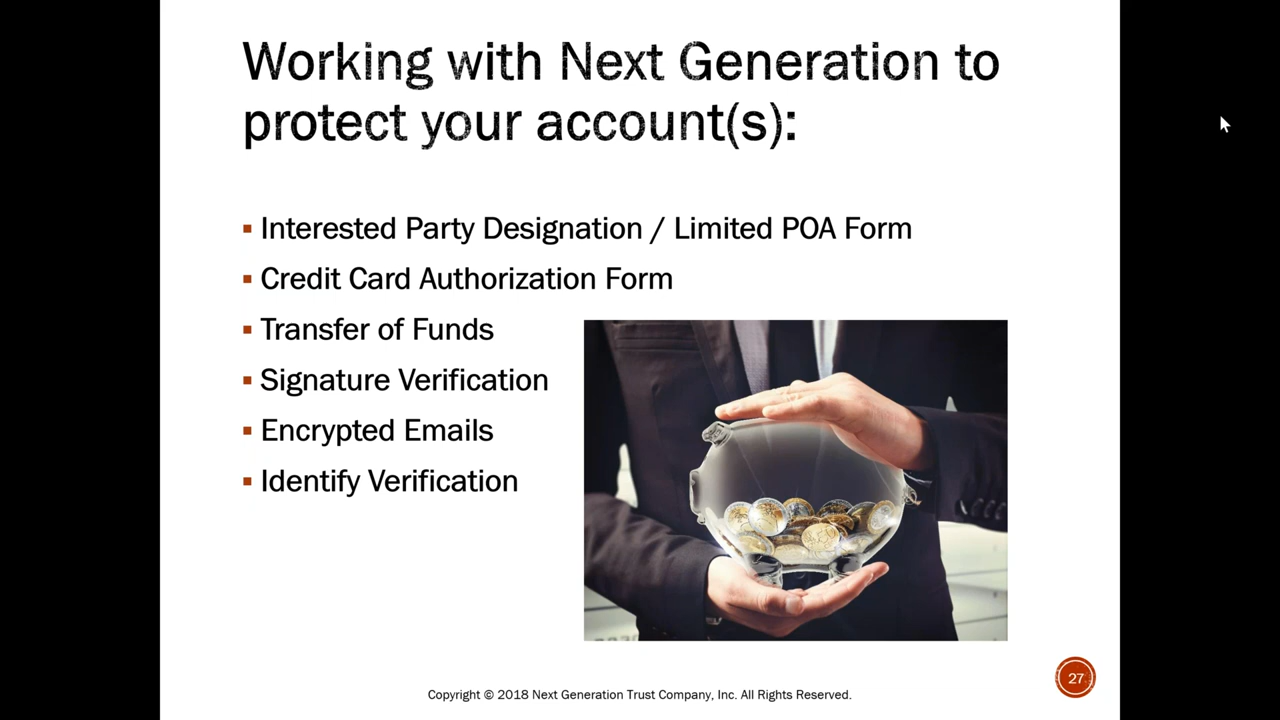 Working with Next Generation to
protect your account(s):
▪ Interested Party Designation / Limited POA Form
▪ Credit Card Authorization Form
▪ Transfer of Funds
▪ Signature Verification
▪ Encrypted Emails
▪ Identify Verification
Copyright © 2018 Next Generation Trust Company, Inc. All Rights Reserved.
27